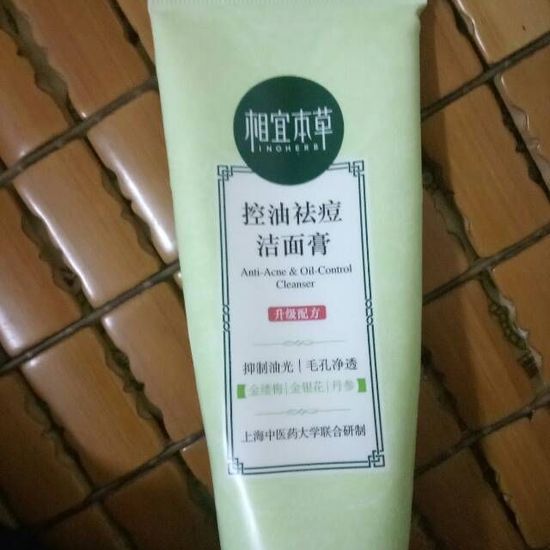 相宜本草
INOHERB
控油祛痘
洁面膏
Anti-Acne & Oil-Control
Cleanser
升级配方
抑制油光|毛孔净透
金缕梅|金银花|丹参
上海中医药大学联合研制